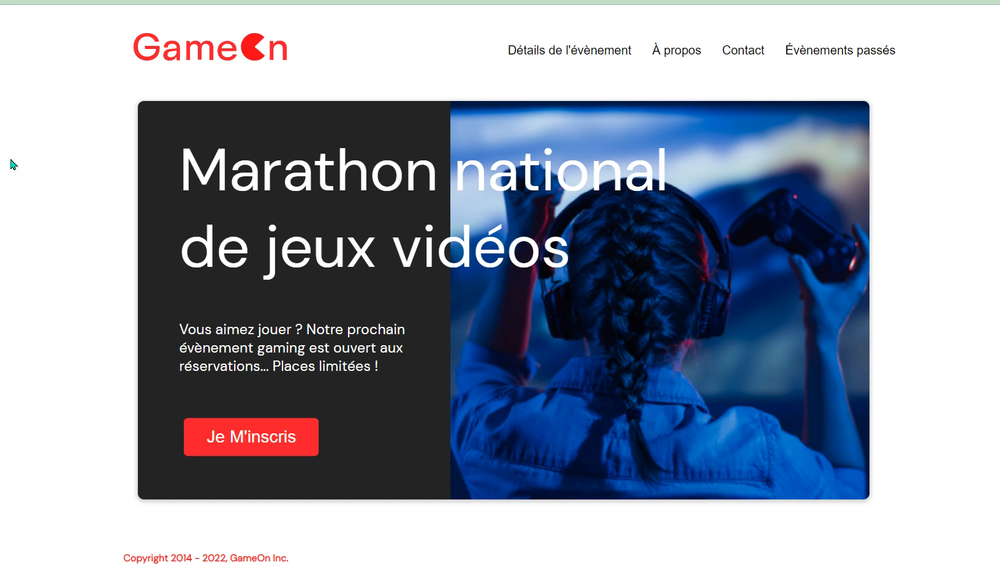 GameOn
Détails de l'évènement À propos Contact Évènements passés
Marathon national
de jeux vidéos
Vous aimez jouer ? Notre prochain
évènement gaming est ouvert aux
réservations... Places limitées !
Je M'inscris
Copyright 2014 - 2022, GameOn Inc.